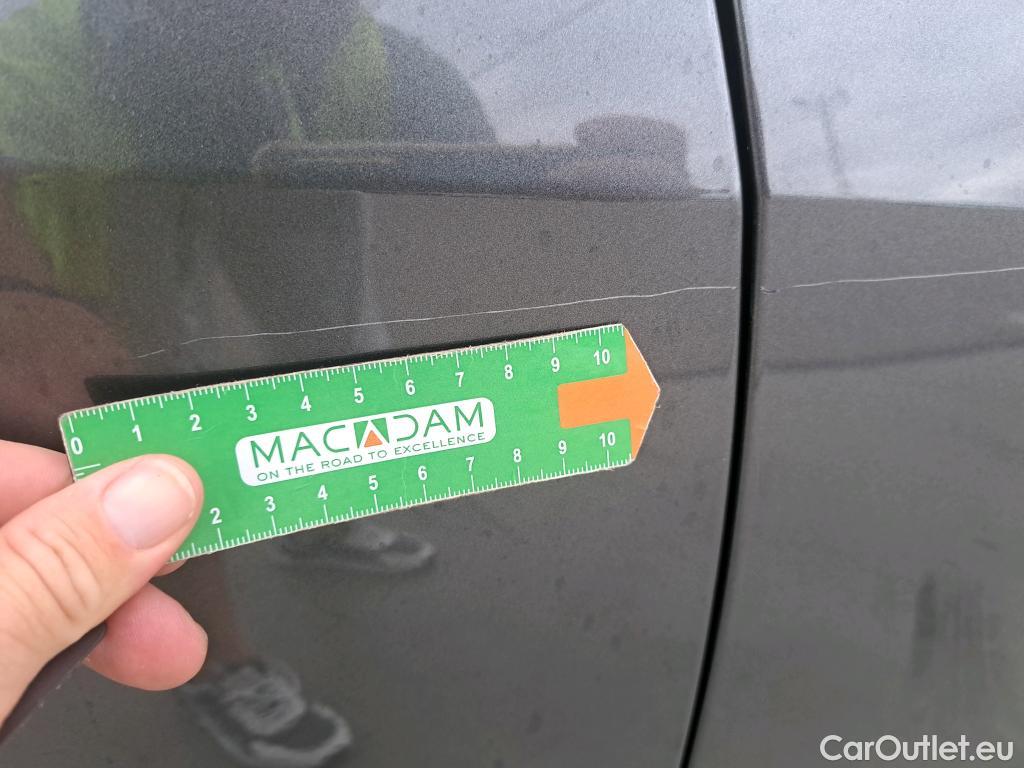 0 1 2 3 4 5 6 7 8 9 10
MACADAM
ON THE ROAD TO EXCELLENCE
2 3 4 5 6 7 8 9 10
CarOutlet.eu